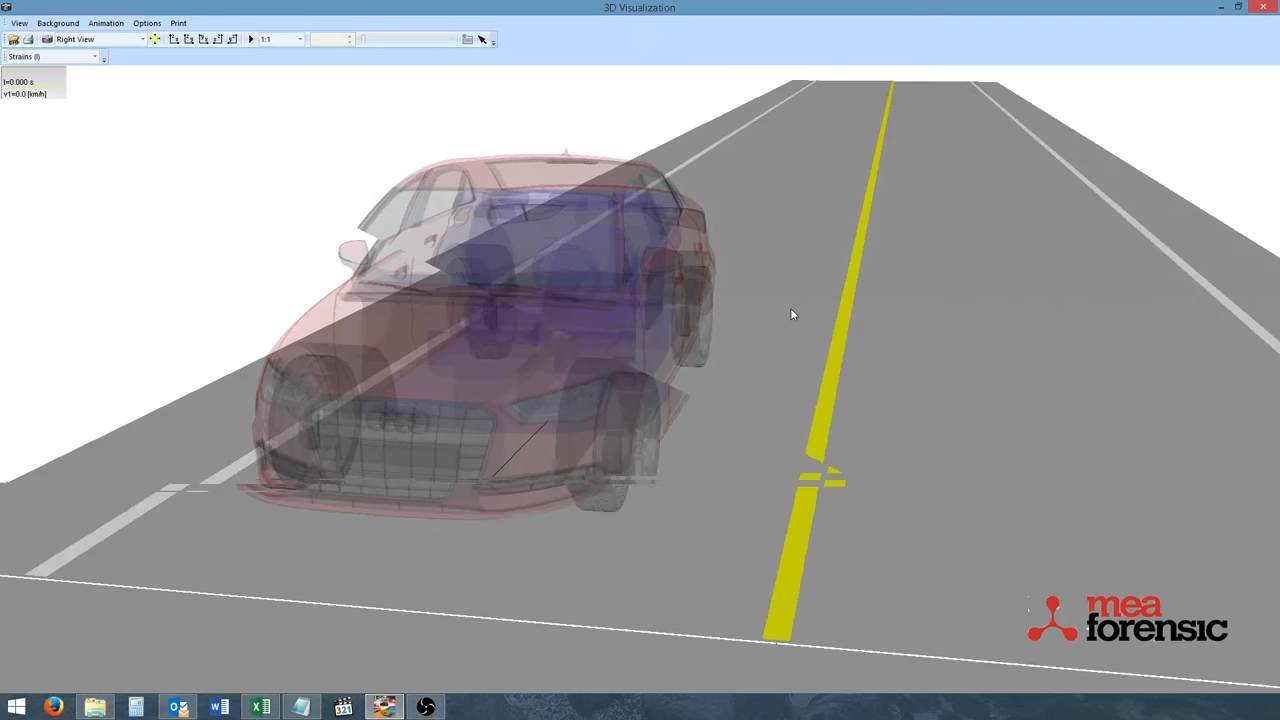 3D Visualization
View Background Animation Options Print
Right View 1:1
Strains (l)
t=0.000 s
v1=0.0 [km/h]
mea
forensic
321